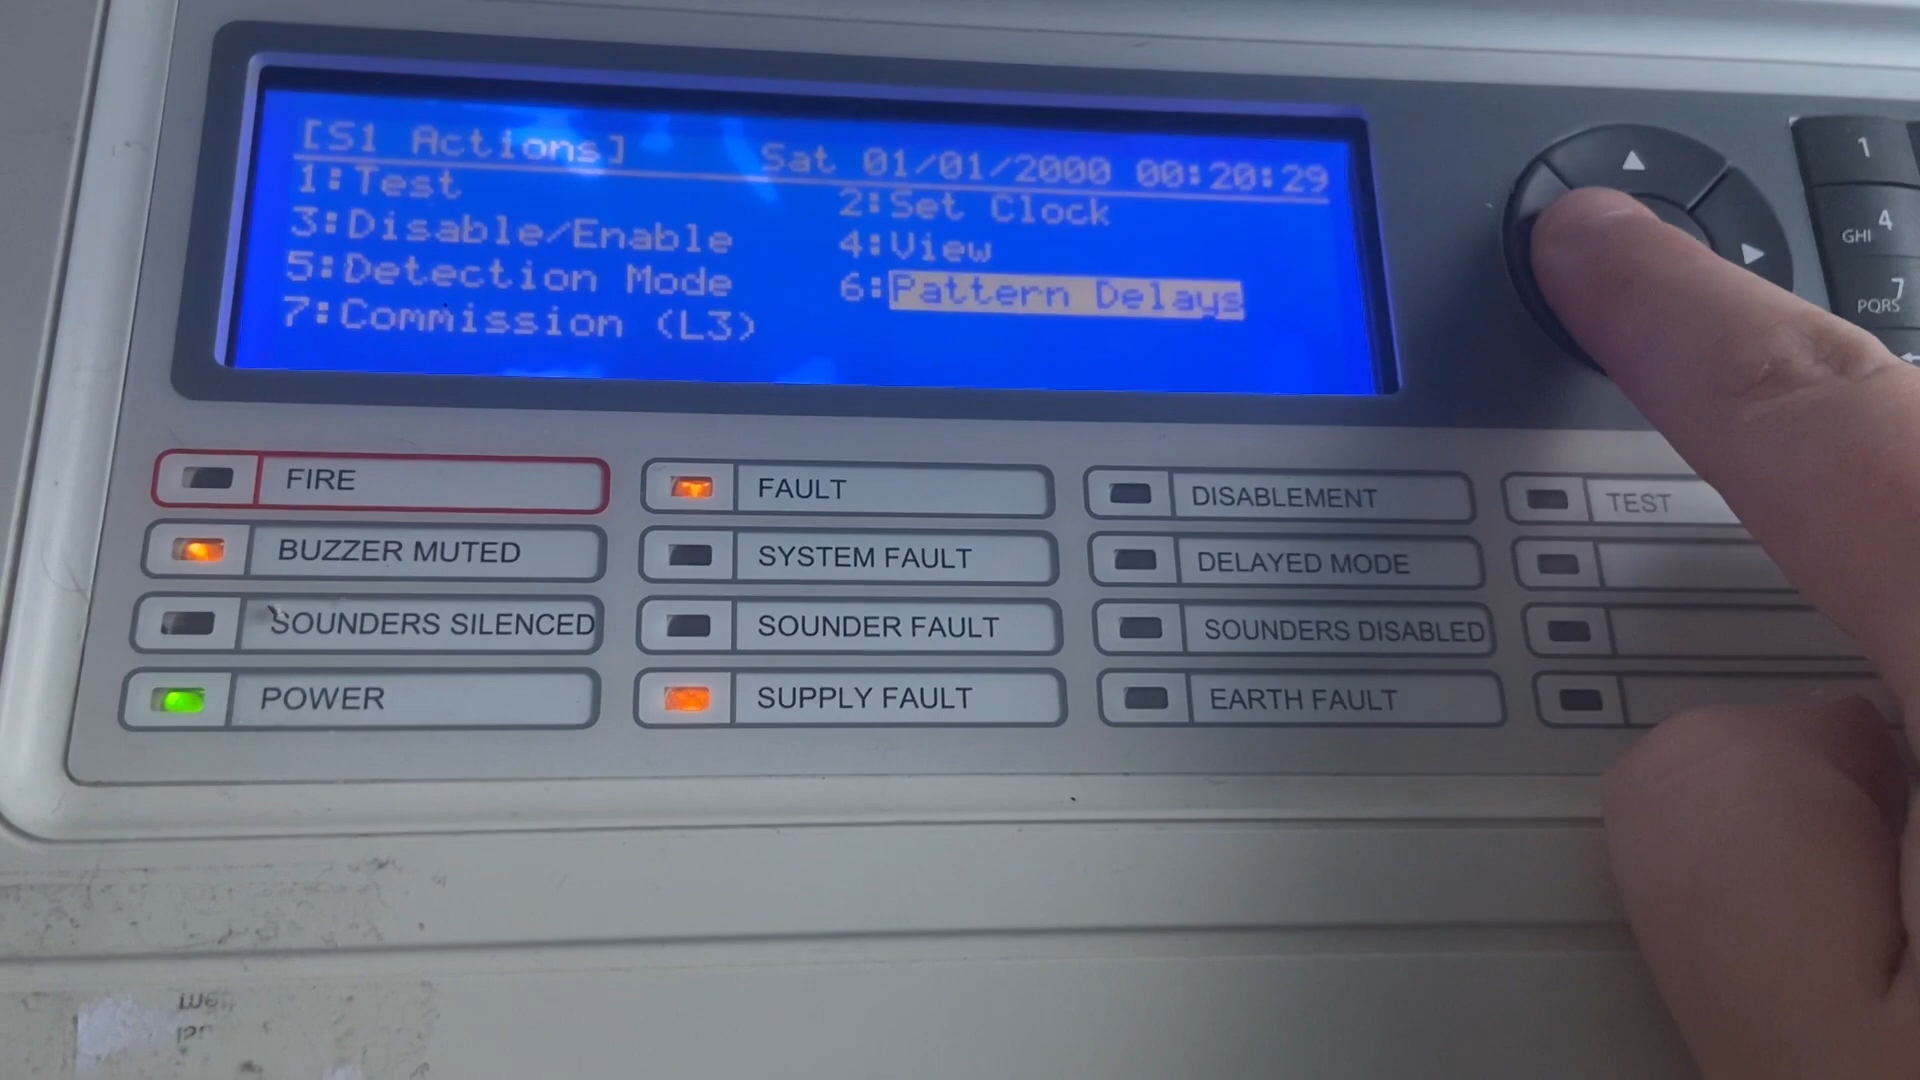 [S1 Actions] Sat 01/01/2000 00:20:29
1:Test 2:Set Clock
3:Disable/Enable 4:View
5:Detection Mode 6:Pattern Delays
7:Commission (L3)
1
GHI 4
PQRS 7
FIRE FAULT DISABLEMENT TEST
BUZZER MUTED SYSTEM FAULT DELAYED MODE
SOUNDERS SILENCED SOUNDER FAULT SOUNDERS DISABLED
POWER SUPPLY FAULT EARTH FAULT